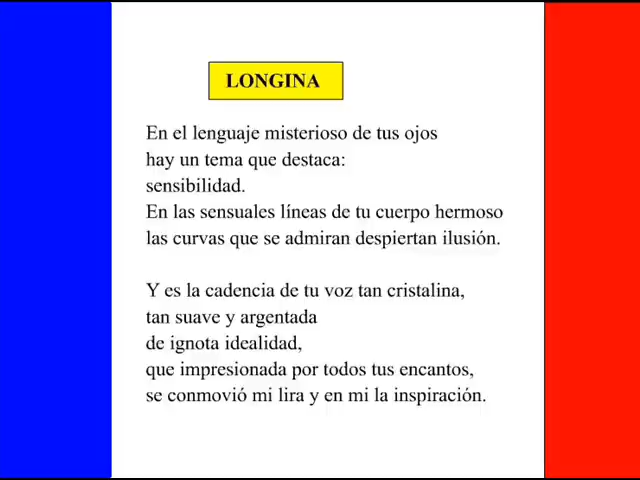 LONGINA
En el lenguaje misterioso de tus ojos
hay un tema que destaca:
sensibilidad.
En las sensuales líneas de tu cuerpo hermoso
las curvas que se admiran despiertan ilusión.
Y es la cadencia de tu voz tan cristalina,
tan suave y argentada
de ignota idealidad,
que impresionada por todos tus encantos,
se conmovió mi lira y en mi la inspiración.